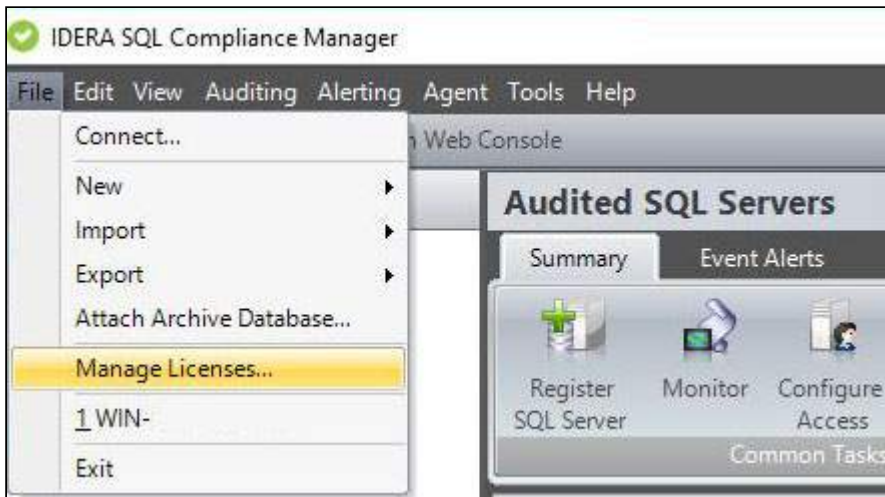 IDERA SQL Compliance Manager
File Edit View Auditing Alerting Agent Tools Help
Connect...
Web Console
New
Import
Export
Attach Archive Database...
Manage Licenses...
1 WIN-
Exit
Audited SQL Servers
Summary Event Alerts
Register SQL Server
Monitor
Configure Access
Common Tasks